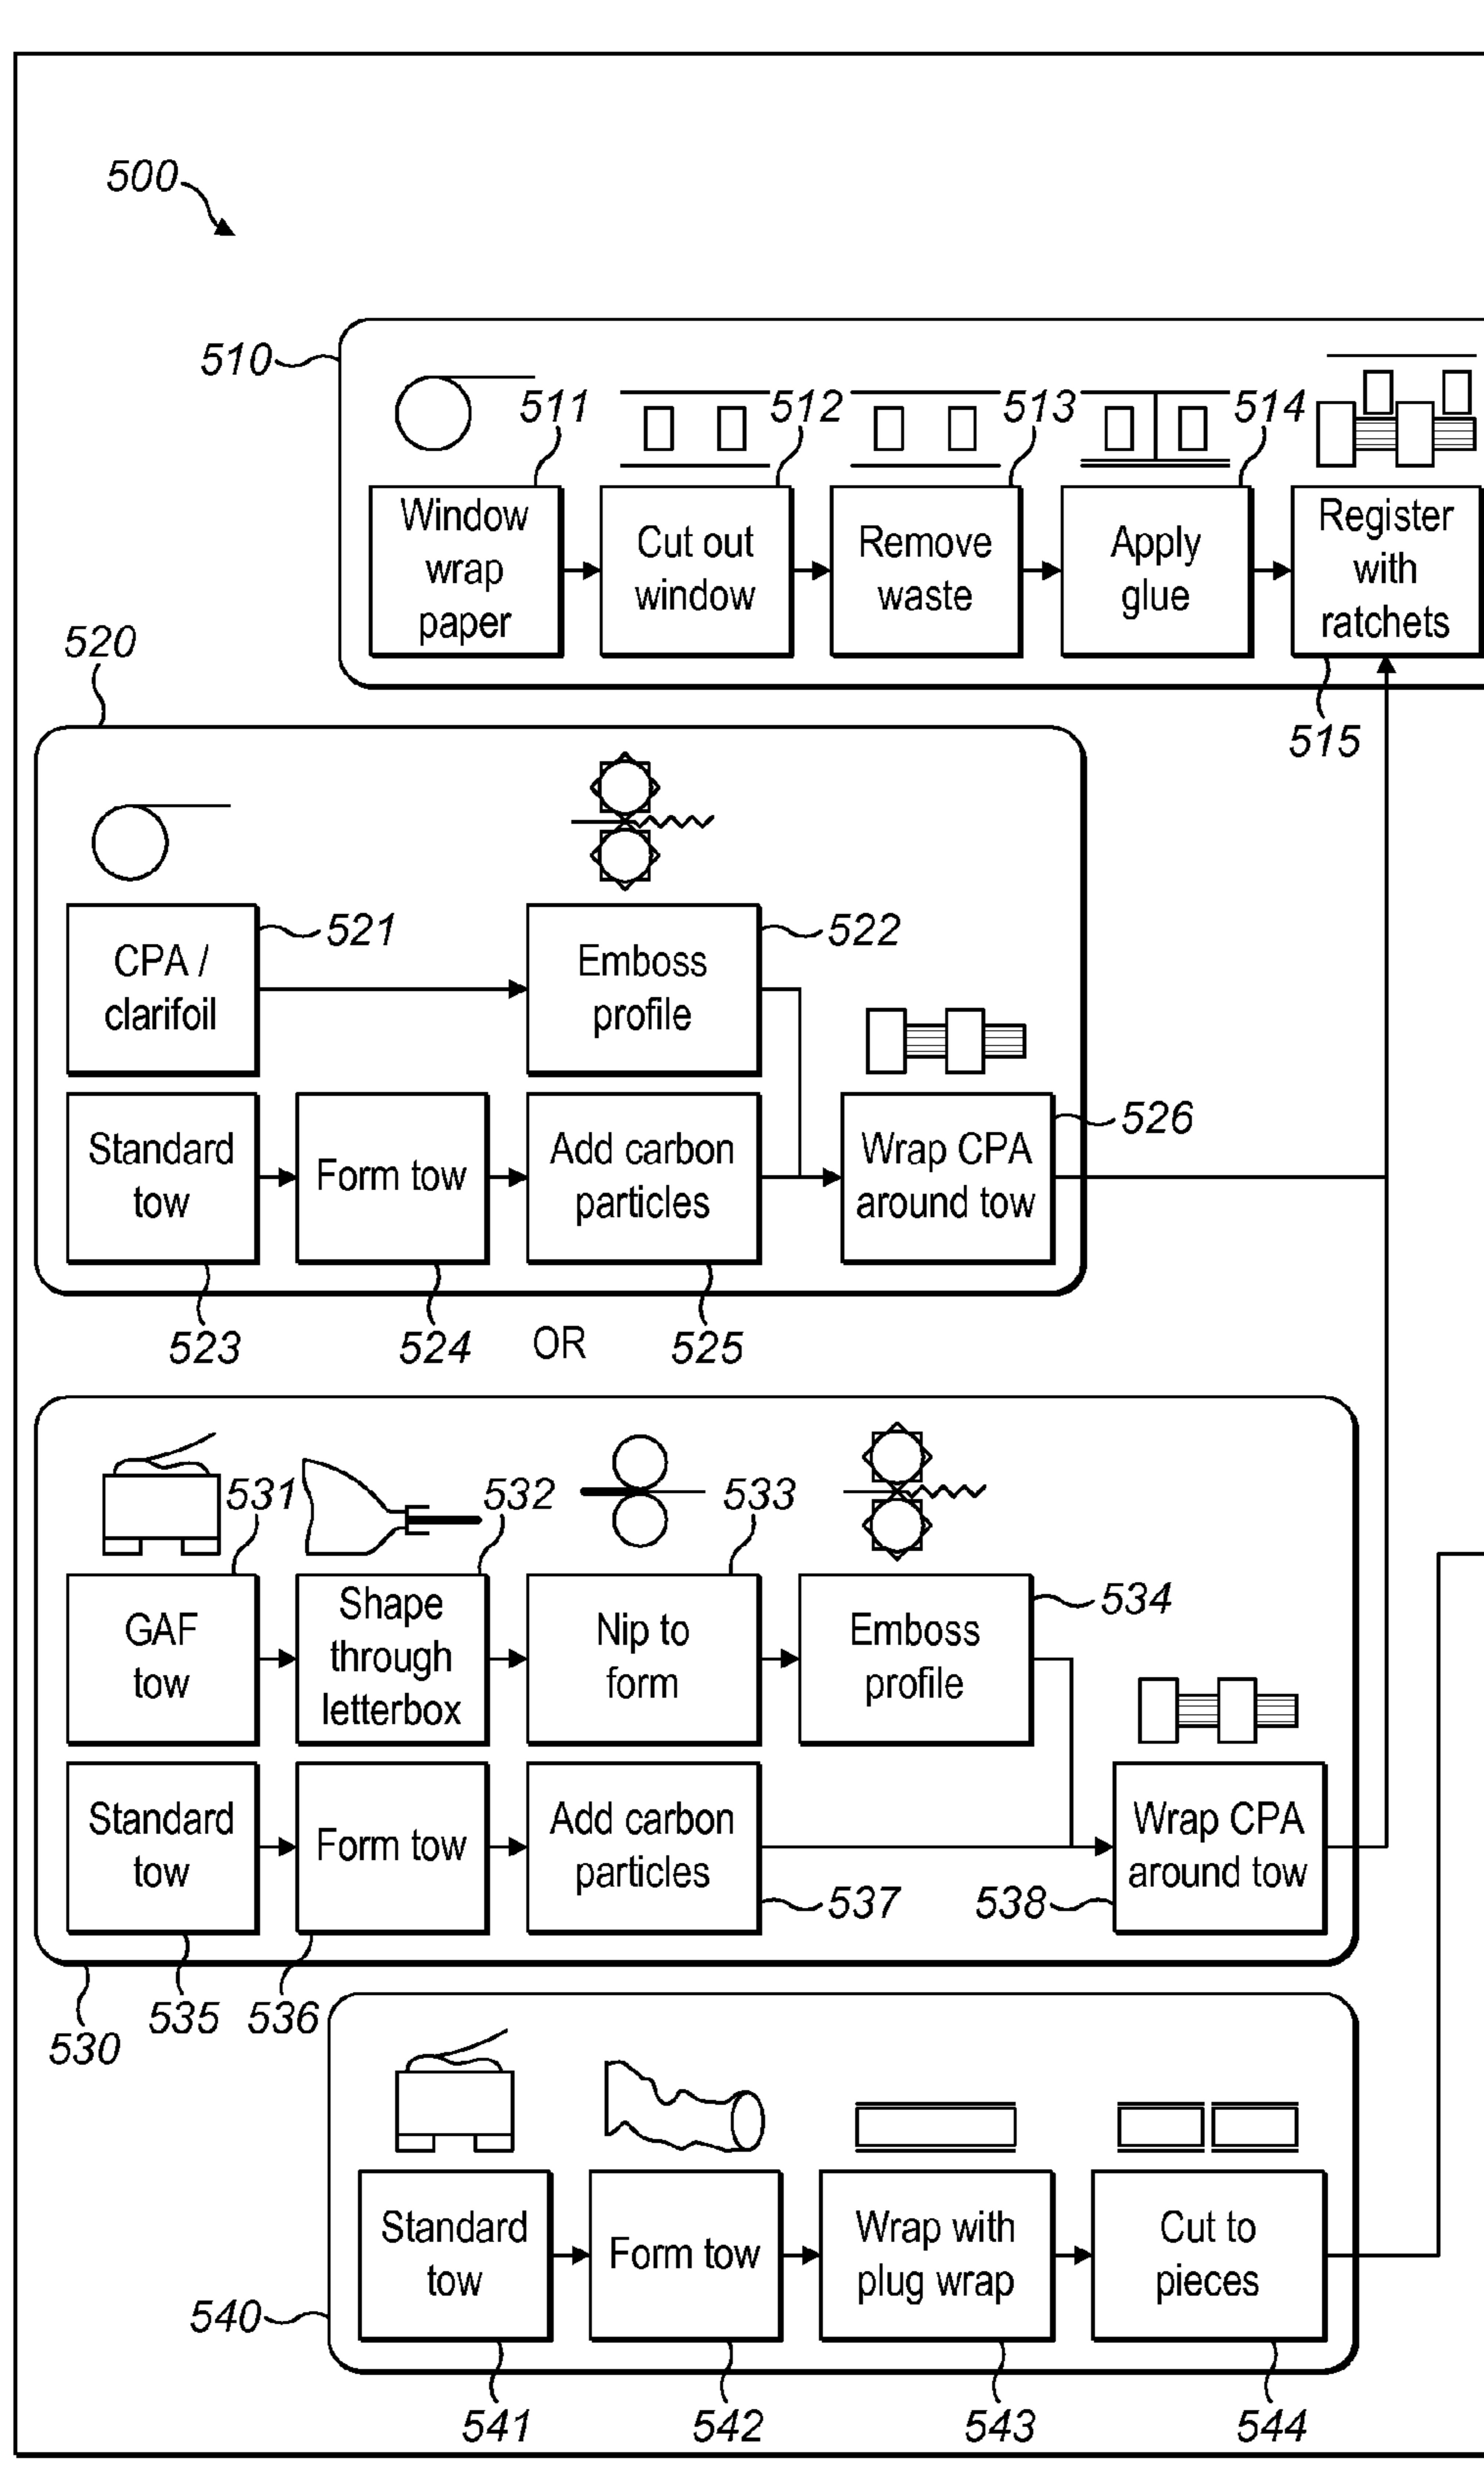 500
510
511
512
513
514
Window
wrap
paper
Cut out
window
Remove
waste
Apply
glue
Register
with
ratchets
515
520
CPA /
clarifoil
521
Emboss
profile
522
Standard
tow
Form tow
Add carbon
particles
Wrap CPA
around tow
526
523
524
OR
525
531
532
533
GAF
tow
Shape
through
letterbox
Nip to
form
Emboss
profile
534
Standard
tow
Form tow
Add carbon
particles
537
538
Wrap CPA
around tow
530
535
536
Standard
tow
Form tow
Wrap with
plug wrap
Cut to
pieces
540
541
542
543
544